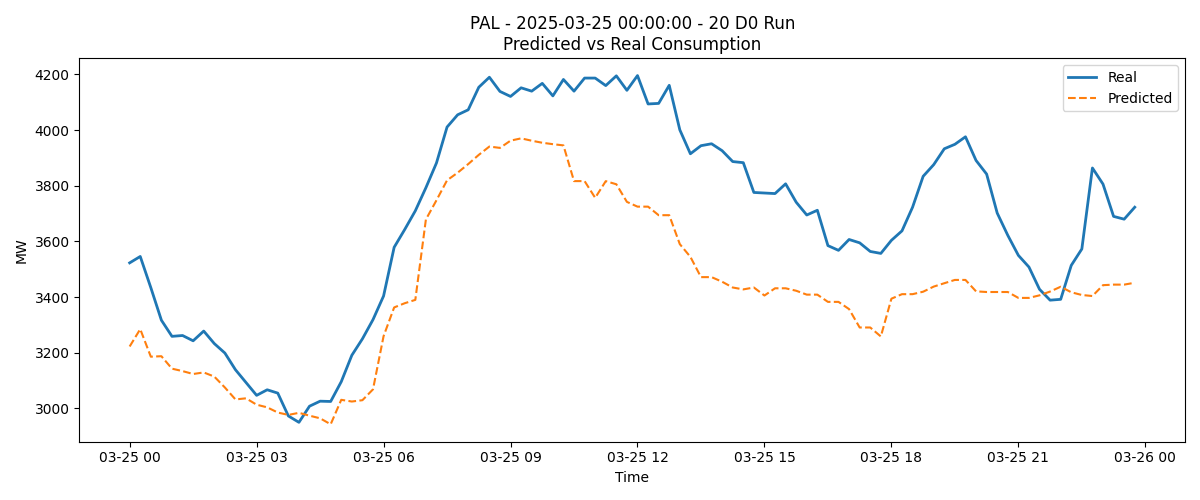 PAL - 2025-03-25 00:00:00 - 20 D0 Run
Predicted vs Real Consumption
Real
Predicted
MW
4200
4000
3800
3600
3400
3200
3000
03-25 00
03-25 03
03-25 06
03-25 09
03-25 12
03-25 15
03-25 18
03-25 21
03-26 00
Time